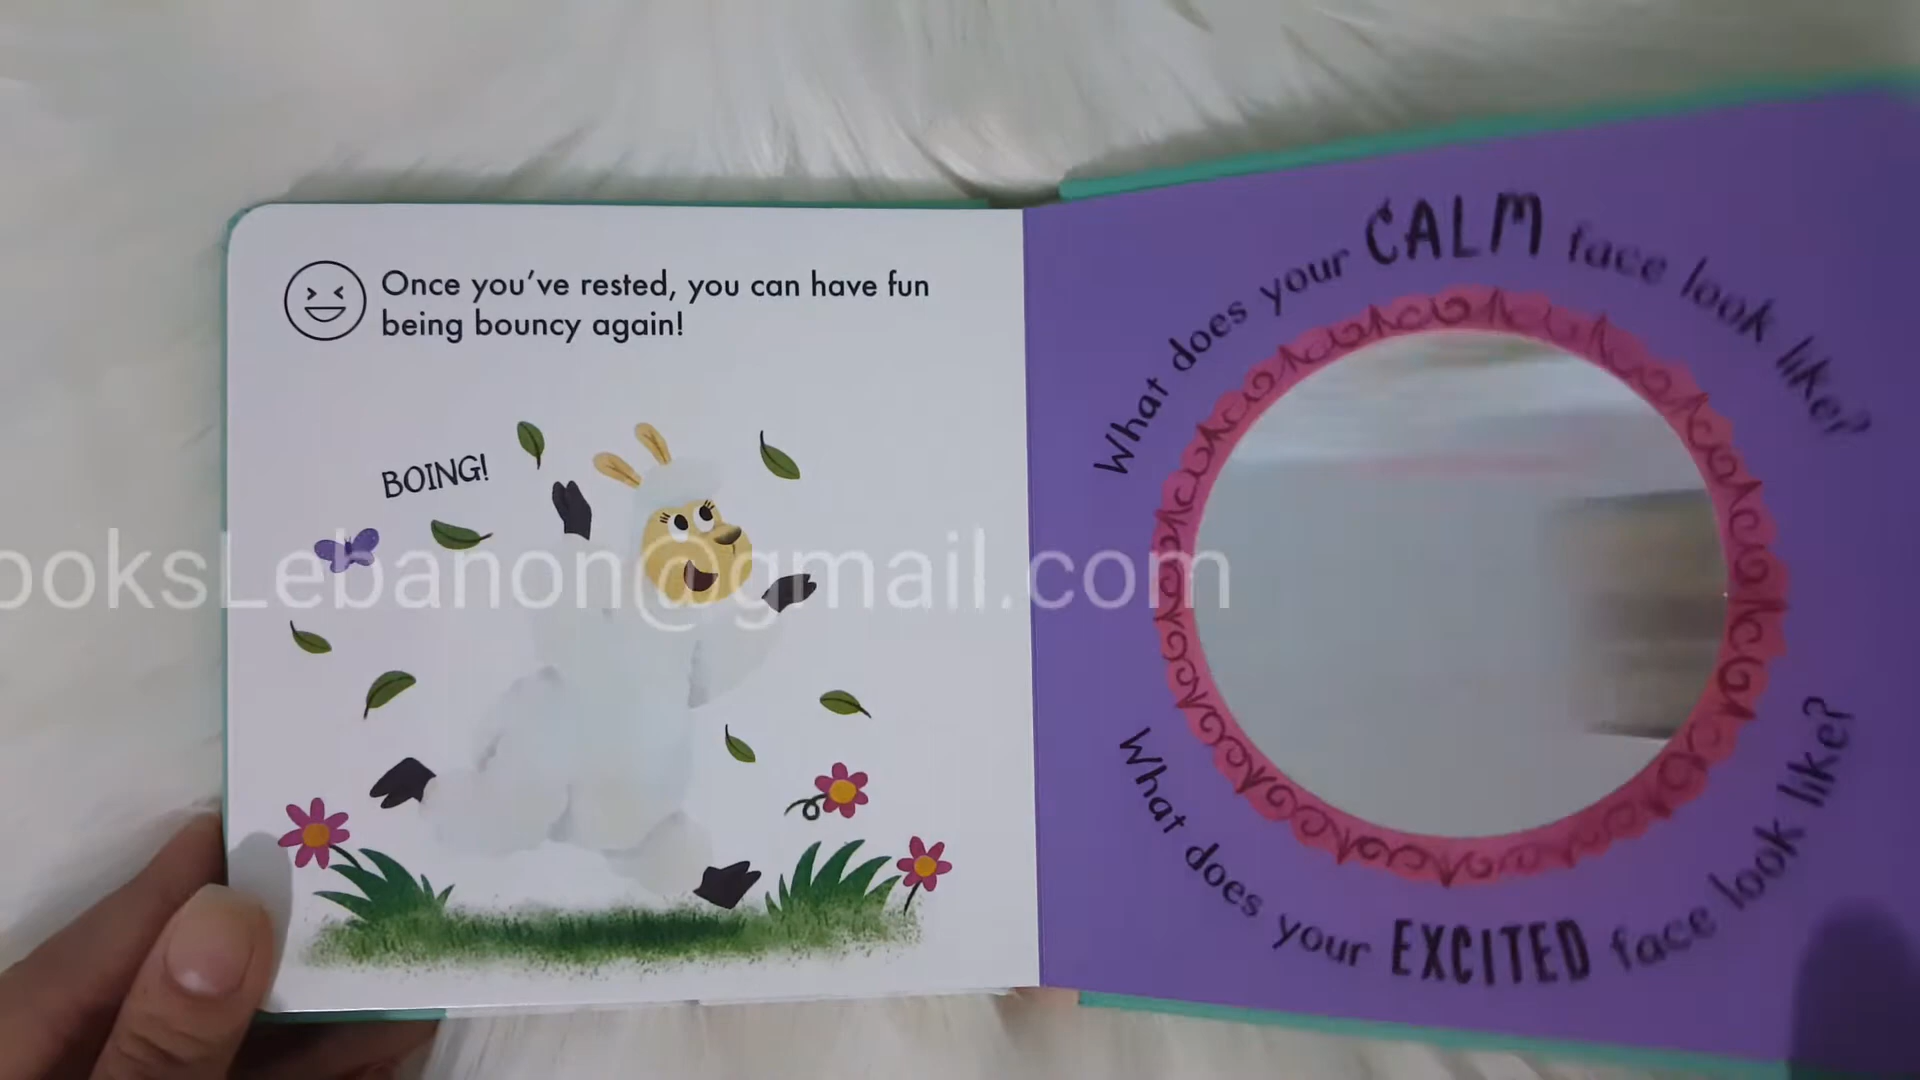 Once you've rested, you can have fun
being bouncy again!
BOING!
ooksLebanon@gmail.com
What does your CALM face look like?
What does your EXCITED face look like?